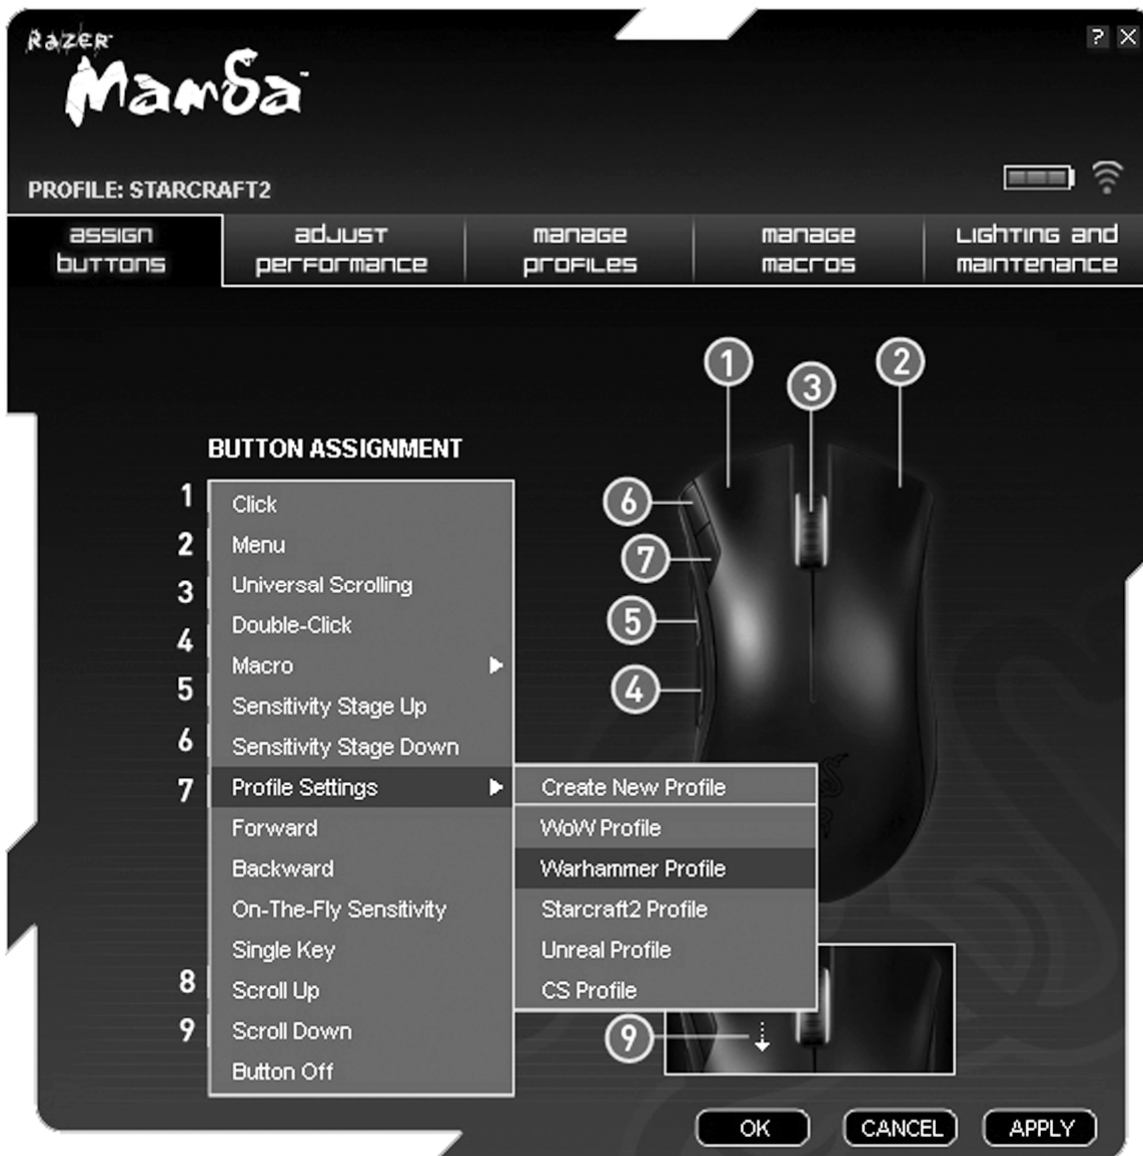 RAZER™
Mamba™
? X
PROFILE: STARCRAFT2
assign buttons
adjust performance
manage profiles
manage macros
Lighting and maintenance
1
2
3
BUTTON ASSIGNMENT
1
2
3
4
5
6
7
8
9
Click
Menu
Universal Scrolling
Double-Click
Macro
Sensitivity Stage Up
Sensitivity Stage Down
Profile Settings
Forward
Backward
On-The-Fly Sensitivity
Single Key
Scroll Up
Scroll Down
Button Off
Create New Profile
WoW Profile
Warhammer Profile
Starcraft2 Profile
Unreal Profile
CS Profile
6
7
5
4
9
OK
CANCEL
APPLY